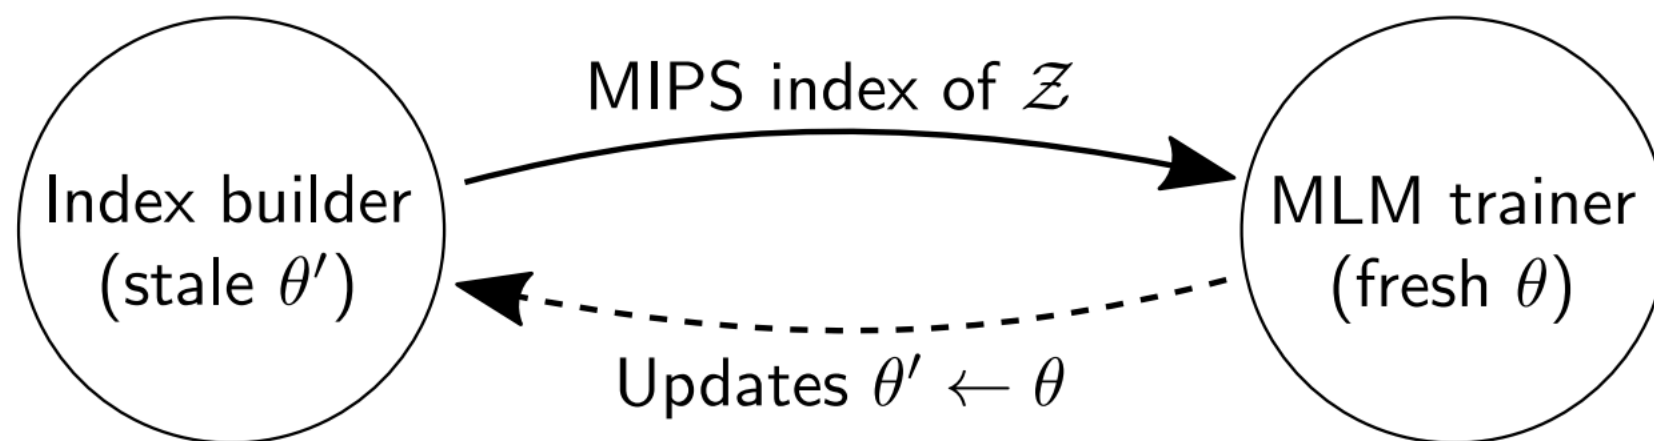 MIPS index of 𝒵
Index builder
(stale θ′)
MLM trainer
(fresh θ)
Updates θ′ ← θ